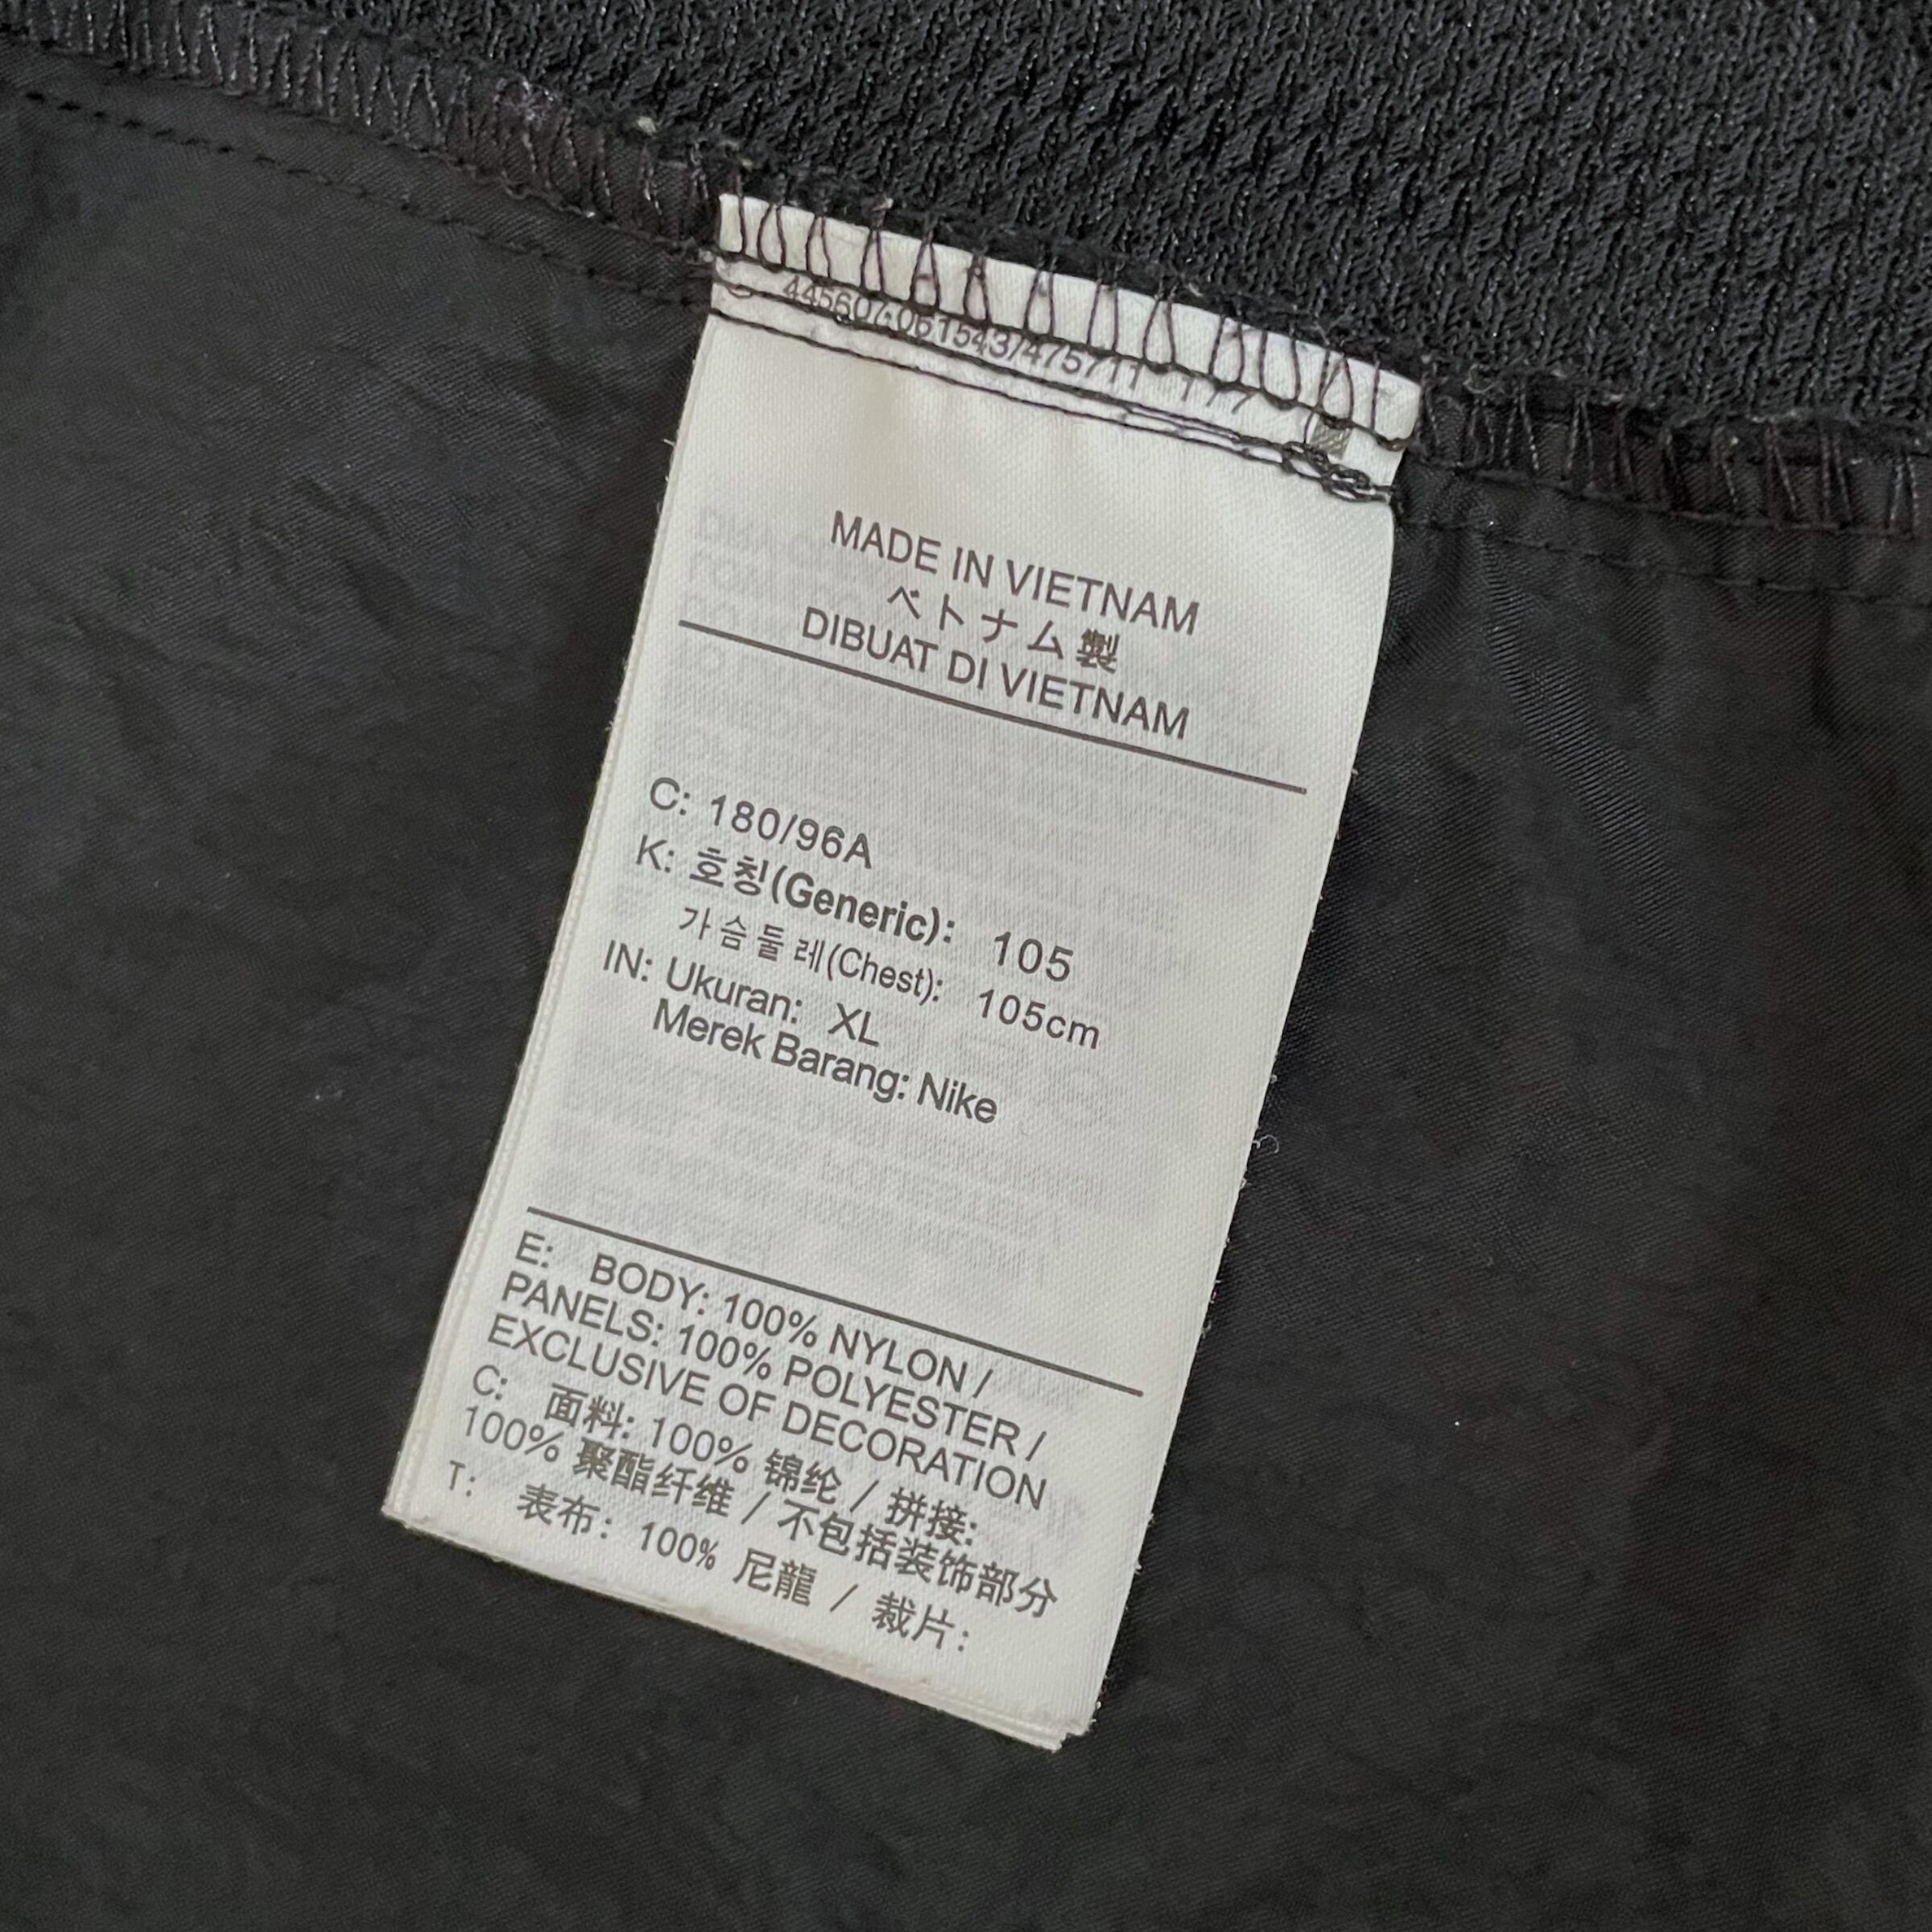 445607-061543/475711 177
MADE IN VIETNAM
ベトナム製
DIBUAT DI VIETNAM
C: 180/96A
K: 호칭(Generic): 105
가슴둘레(Chest): 105cm
IN: Ukuran: XL
Merek Barang: Nike
E: BODY: 100% NYLON /
PANELS: 100% POLYESTER /
EXCLUSIVE OF DECORATION
C: 面料: 100% 锦纶 / 拼接:
100% 聚酯纤维 / 不包括装饰部分
T: 表布: 100% 尼龍 / 裁片: